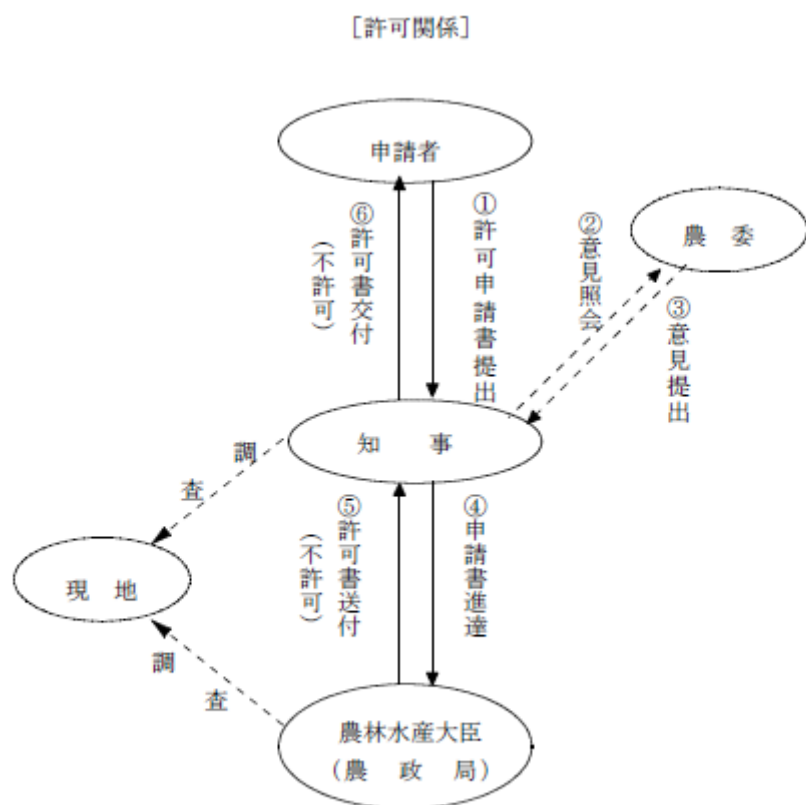 ［許可関係］
申請者
①許可申請書提出
⑥許可書交付
（不許可）
②意見照会
農　委
③意見提出
知　事
調　査
④申請書進達
⑤許可書送付
（不許可）
現　地
調　査
農林水産大臣
（農　政　局）